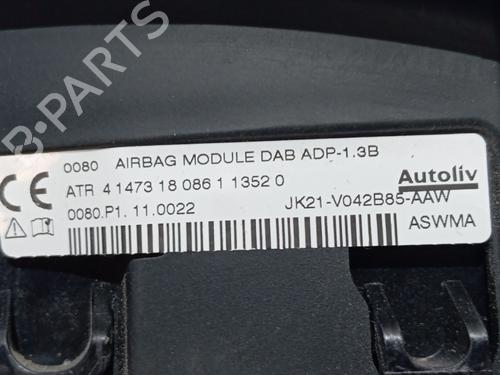 0080 AIRBAG MODULE DAB ADP-1.3B
CE
ATR 4 1473 18 086 1 1352 0
Autoliv
0080.P1. 11.0022
JK21-V042B85-AAW
ASWMA
B-PARTS